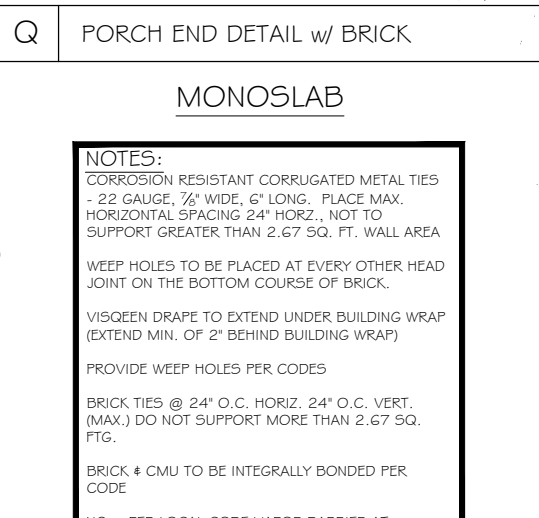 Q PORCH END DETAIL w/ BRICK
MONOSLAB
NOTES:
CORROSION RESISTANT CORRUGATED METAL TIES
- 22 GAUGE, 7/8" WIDE, 6" LONG. PLACE MAX.
HORIZONTAL SPACING 24" HORZ., NOT TO
SUPPORT GREATER THAN 2.67 SQ. FT. WALL AREA
WEEP HOLES TO BE PLACED AT EVERY OTHER HEAD
JOINT ON THE BOTTOM COURSE OF BRICK.
VISQEEN DRAPE TO EXTEND UNDER BUILDING WRAP
(EXTEND MIN. OF 2" BEHIND BUILDING WRAP)
PROVIDE WEEP HOLES PER CODES
BRICK TIES @ 24" O.C. HORIZ. 24" O.C. VERT.
(MAX.) DO NOT SUPPORT MORE THAN 2.67 SQ.
FTG.
BRICK & CMU TO BE INTEGRALLY BONDED PER
CODE